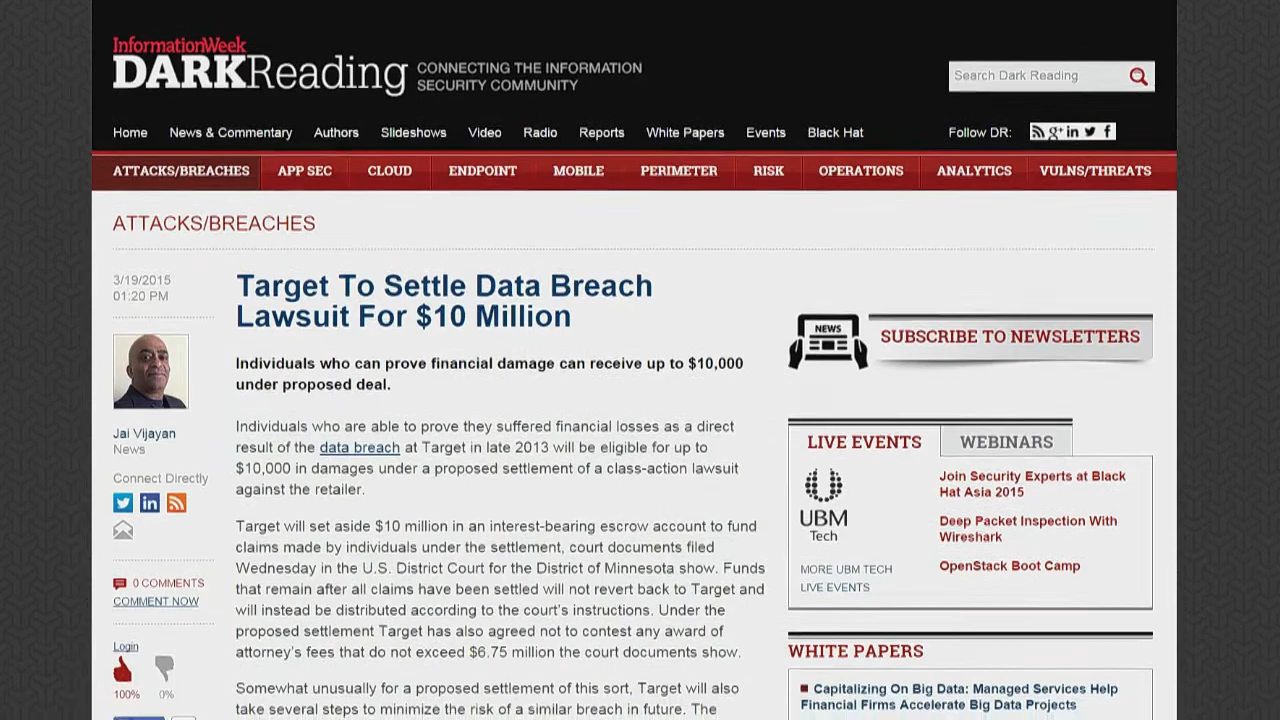 InformationWeek
DARKReading
CONNECTING THE INFORMATION
SECURITY COMMUNITY
Search Dark Reading
Home News & Commentary Authors Slideshows Video Radio Reports White Papers Events Black Hat
Follow DR:
ATTACKS/BREACHES APP SEC CLOUD ENDPOINT MOBILE PERIMETER RISK OPERATIONS ANALYTICS VULNS/THREATS
ATTACKS/BREACHES
3/19/2015
01:20 PM
Jai Vijayan
News
Connect Directly
0 COMMENTS
COMMENT NOW
Login
100% 0%
Target To Settle Data Breach
Lawsuit For $10 Million
Individuals who can prove financial damage can receive up to $10,000
under proposed deal.
Individuals who are able to prove they suffered financial losses as a direct
result of the data breach at Target in late 2013 will be eligible for up to
$10,000 in damages under a proposed settlement of a class-action lawsuit
against the retailer.
Target will set aside $10 million in an interest-bearing escrow account to fund
claims made by individuals under the settlement, court documents filed
Wednesday in the U.S. District Court for the District of Minnesota show. Funds
that remain after all claims have been settled will not revert back to Target and
will instead be distributed according to the court's instructions. Under the
proposed settlement Target has also agreed not to contest any award of
attorney's fees that do not exceed $6.75 million the court documents show.
Somewhat unusually for a proposed settlement of this sort, Target will also
take several steps to minimize the risk of a similar breach in future. The
NEWS
SUBSCRIBE TO NEWSLETTERS
LIVE EVENTS WEBINARS
UBM
Tech
MORE UBM TECH
LIVE EVENTS
Join Security Experts at Black
Hat Asia 2015
Deep Packet Inspection With
Wireshark
OpenStack Boot Camp
WHITE PAPERS
Capitalizing On Big Data: Managed Services Help
Financial Firms Accelerate Big Data Projects